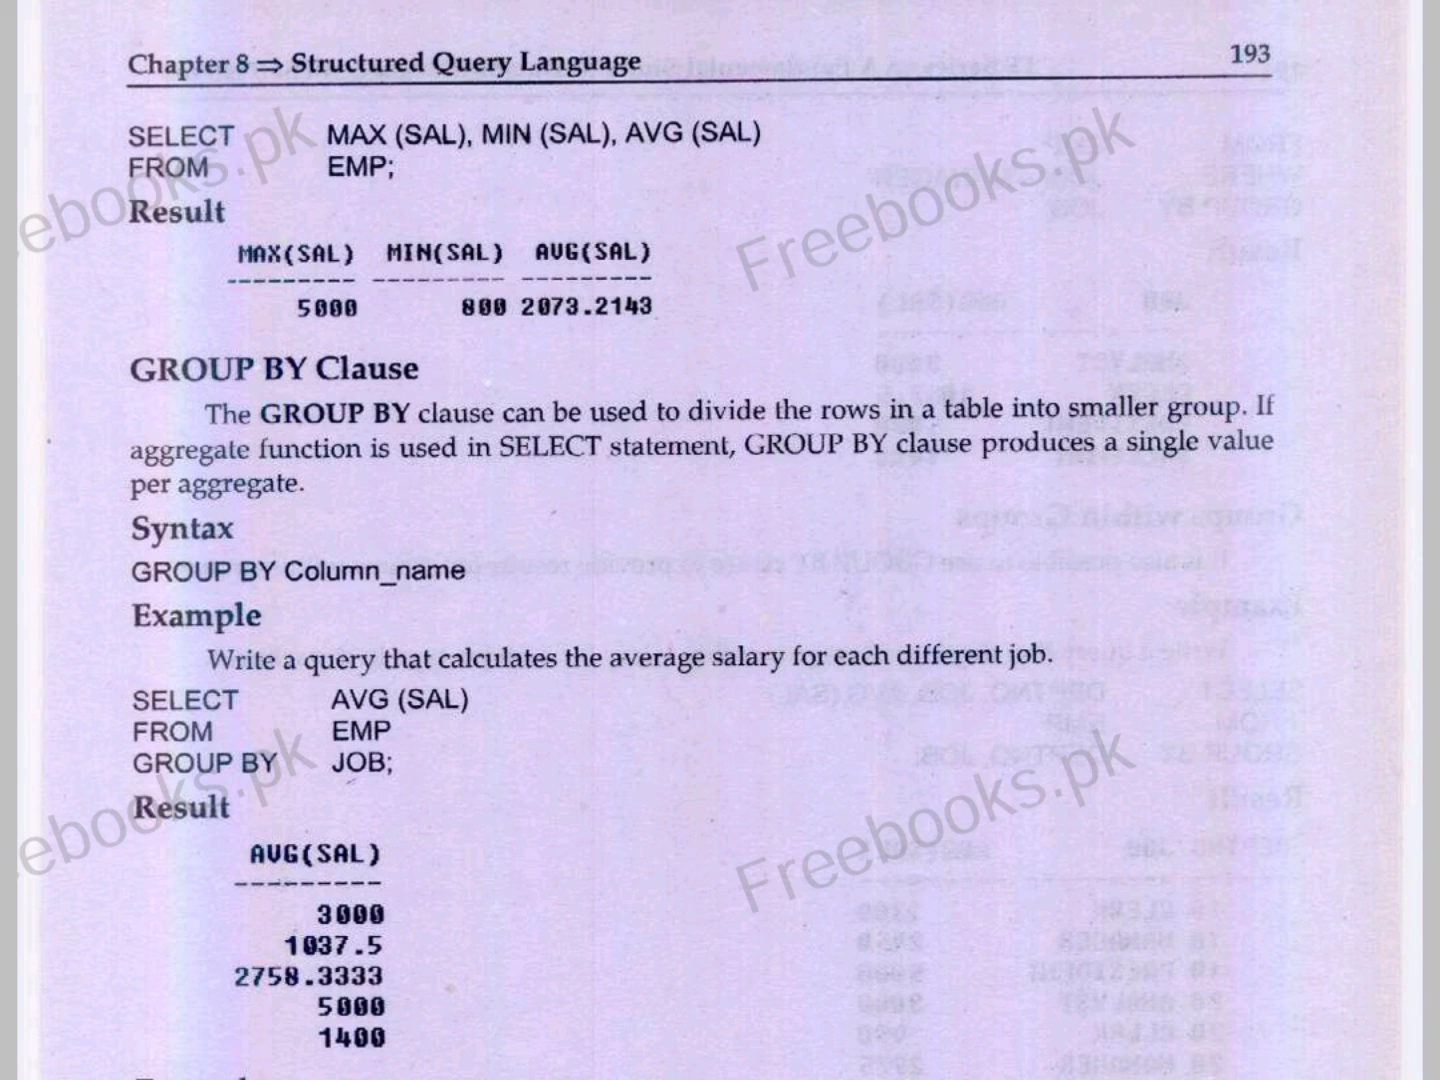 Chapter 8 ⇒ Structured Query Language 193
SELECT MAX (SAL), MIN (SAL), AVG (SAL)
FROM EMP;
Result
MAX(SAL) MIN(SAL) AVG(SAL)
--------- --------- ---------
5000 800 2073.2143
GROUP BY Clause
The GROUP BY clause can be used to divide the rows in a table into smaller group. If
aggregate function is used in SELECT statement, GROUP BY clause produces a single value
per aggregate.
Syntax
GROUP BY Column_name
Example
Write a query that calculates the average salary for each different job.
SELECT AVG (SAL)
FROM EMP
GROUP BY JOB;
Result
AVG(SAL)
---------
3000
1037.5
2758.3333
5000
1400
eebooks.pk
Freebooks.pk
eebooks.pk
Freebooks.pk